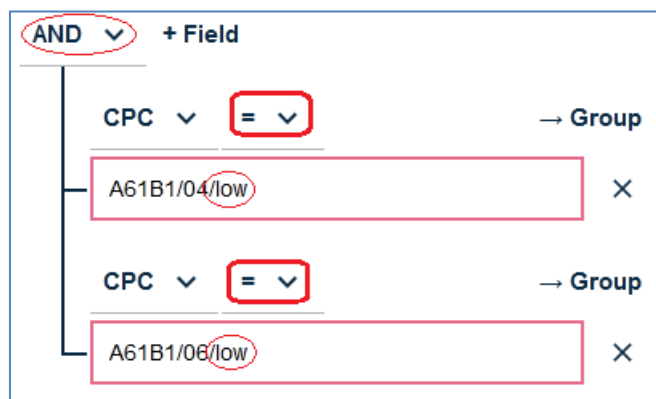 AND + Field
CPC = → Group
A61B1/04/low ×
CPC = → Group
A61B1/06/low ×